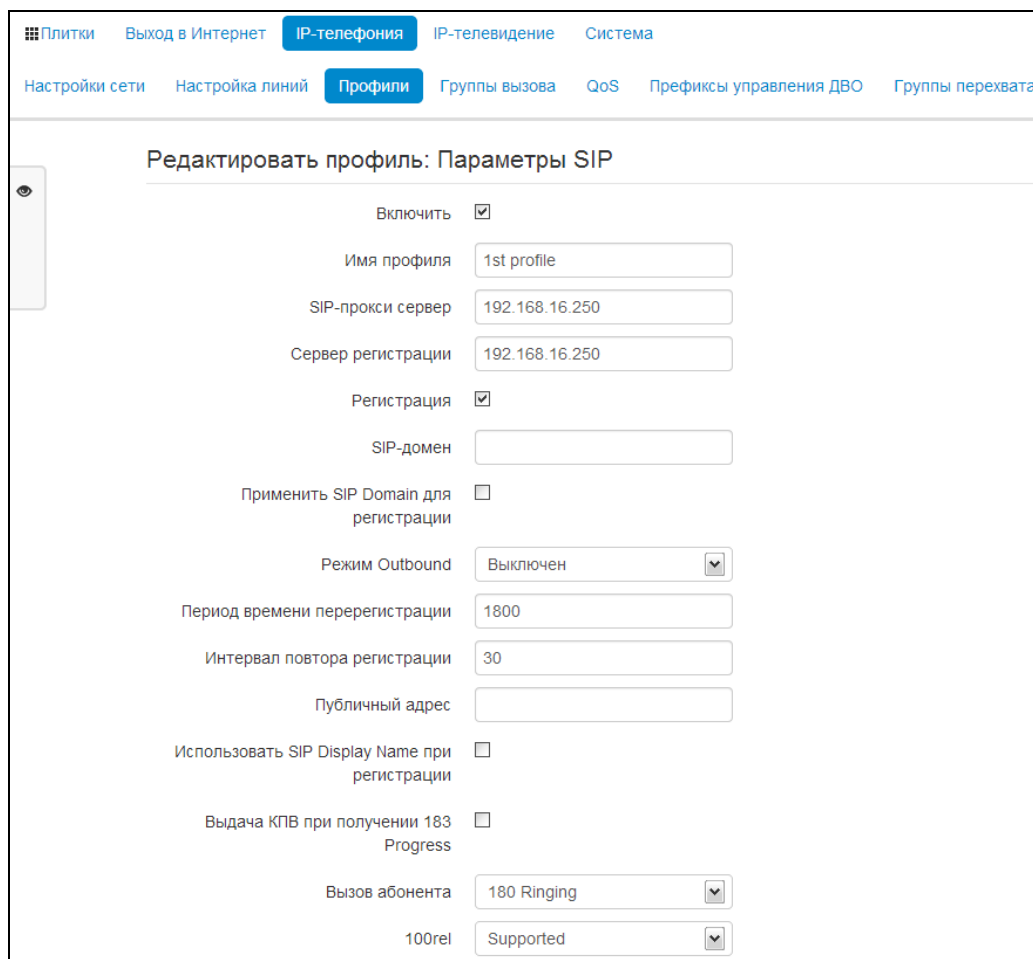 Плитки Выход в Интернет IP-телефония IP-телевидение Система
Настройки сети Настройка линий Профили Группы вызова QoS Префиксы управления ДВО Группы перехвата
Редактировать профиль: Параметры SIP
Включить
Имя профиля 1st profile
SIP-прокси сервер 192.168.16.250
Сервер регистрации 192.168.16.250
Регистрация
SIP-домен
Применить SIP Domain для
регистрации
Режим Outbound Выключен
Период времени перерегистрации 1800
Интервал повтора регистрации 30
Публичный адрес
Использовать SIP Display Name при
регистрации
Выдача КПВ при получении 183
Progress
Вызов абонента 180 Ringing
100rel Supported